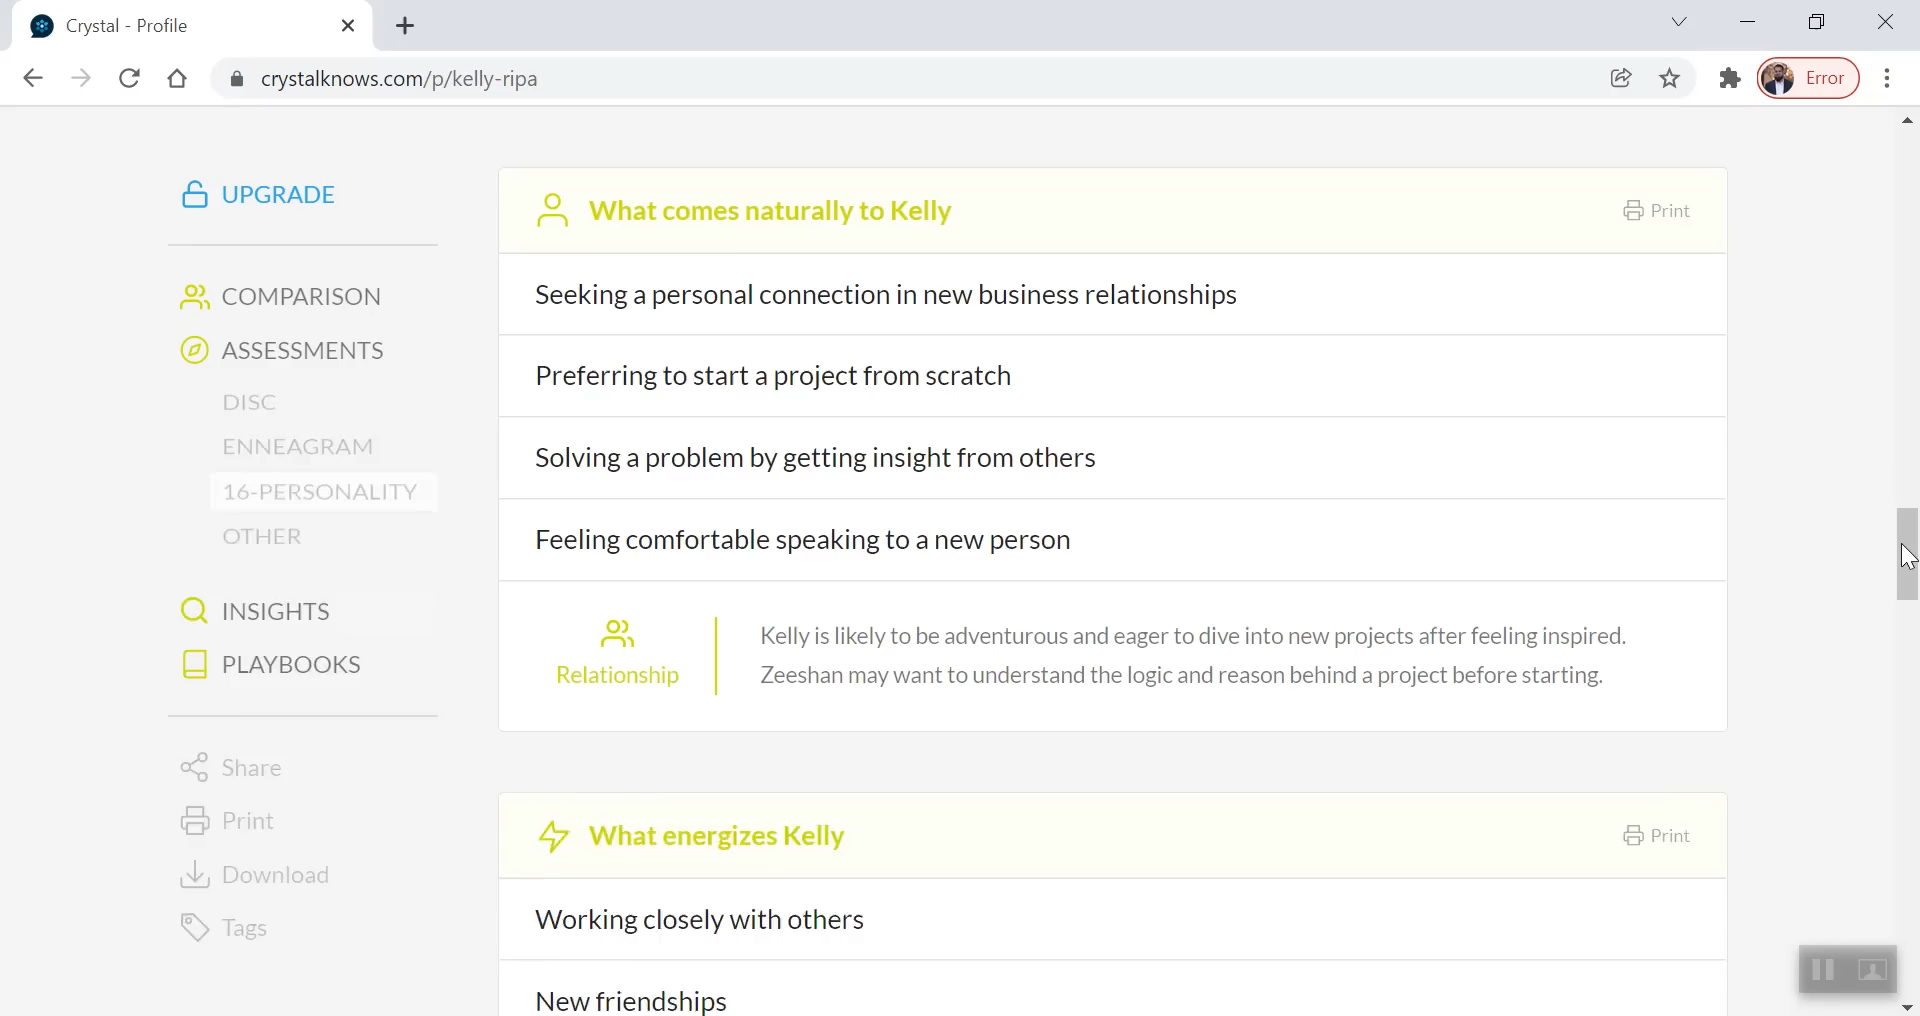 Crystal - Profile
crystalknows.com/p/kelly-ripa
Error
UPGRADE
COMPARISON
ASSESSMENTS
DISC
ENNEAGRAM
16-PERSONALITY
OTHER
INSIGHTS
PLAYBOOKS
Share
Print
Download
Tags
What comes naturally to Kelly
Print
Seeking a personal connection in new business relationships
Preferring to start a project from scratch
Solving a problem by getting insight from others
Feeling comfortable speaking to a new person
Relationship
Kelly is likely to be adventurous and eager to dive into new projects after feeling inspired.
Zeeshan may want to understand the logic and reason behind a project before starting.
What energizes Kelly
Print
Working closely with others
New friendships